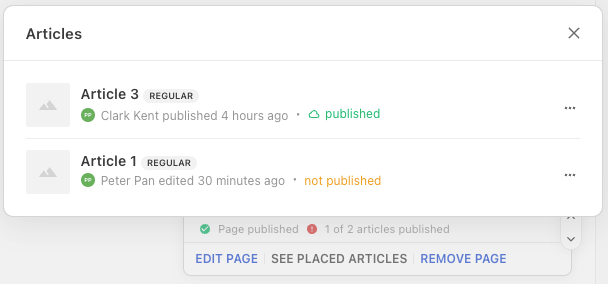 Articles
Article 3 REGULAR
PP Clark Kent published 4 hours ago • published
Article 1 REGULAR
PP Peter Pan edited 30 minutes ago • not published
Page published 1 of 2 articles published
EDIT PAGE SEE PLACED ARTICLES REMOVE PAGE